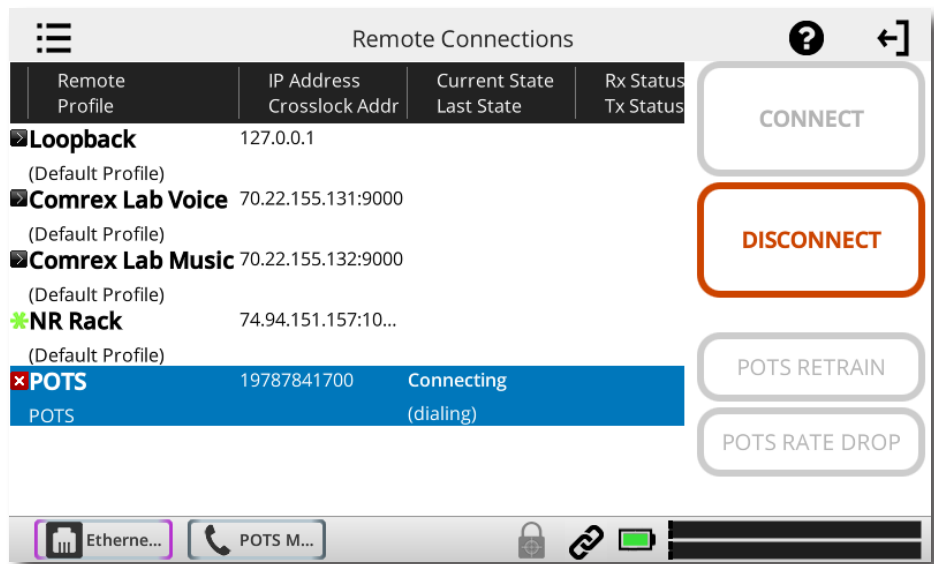 Remote Connections
Remote IP Address Current State Rx Status
Profile Crosslock Addr Last State Tx Status
Loopback 127.0.0.1
(Default Profile)
Comrex Lab Voice 70.22.155.131:9000
(Default Profile)
Comrex Lab Music 70.22.155.132:9000
(Default Profile)
NR Rack 74.94.151.157:10...
(Default Profile)
POTS 19787841700 Connecting
POTS (dialing)
CONNECT
DISCONNECT
POTS RETRAIN
POTS RATE DROP
Etherne... POTS M...